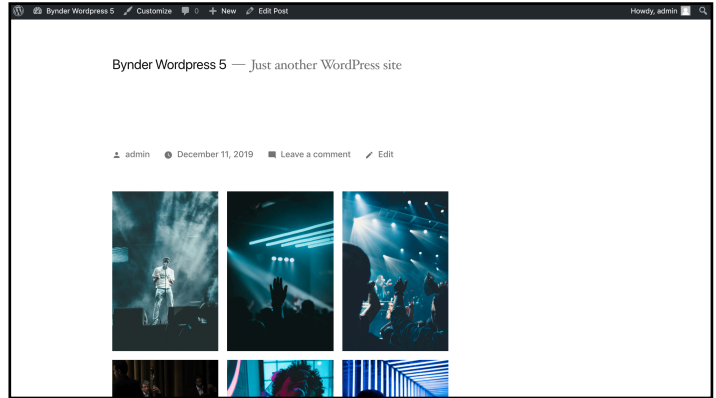 Bynder Wordpress 5 Customize 0 New Edit Post Howdy, admin
Bynder Wordpress 5 — Just another WordPress site
admin December 11, 2019 Leave a comment Edit